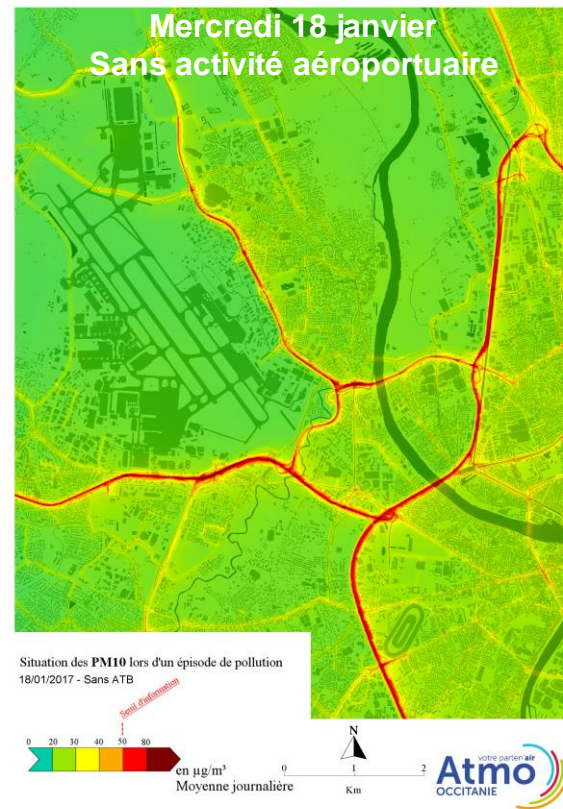 Mercredi 18 janvier
Sans activité aéroportuaire
Situation des PM10 lors d'un épisode de pollution
18/01/2017 - Sans ATB
Seuil d'information
0 20 30 40 50 80
en µg/m³
Moyenne journalière
N
0 1 2
Km
votre parten'air
Atmo
OCCITANIE